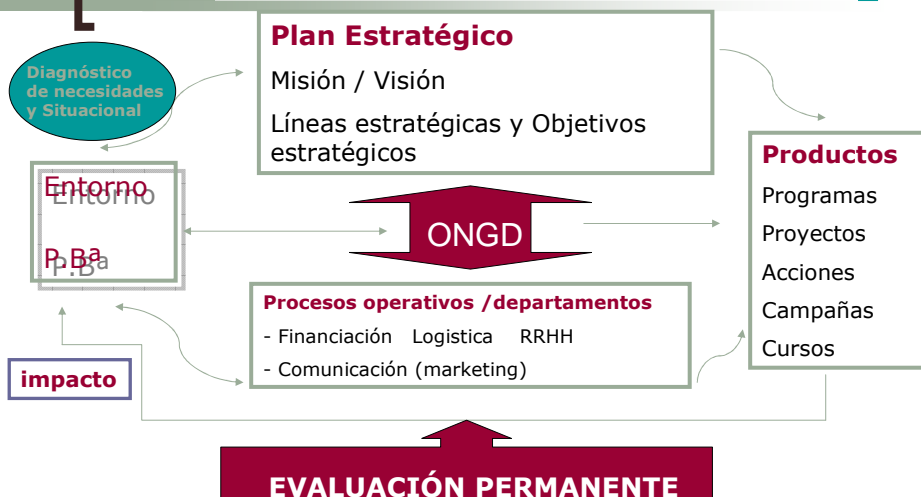 Plan Estratégico
Misión / Visión
Líneas estratégicas y Objetivos
estratégicos
Diagnóstico
de necesidades
y Situacional
Entorno
P.Bª
ONGD
Productos
Programas
Proyectos
Acciones
Campañas
Cursos
Procesos operativos /departamentos
- Financiación Logistica RRHH
- Comunicación (marketing)
impacto
EVALUACIÓN PERMANENTE